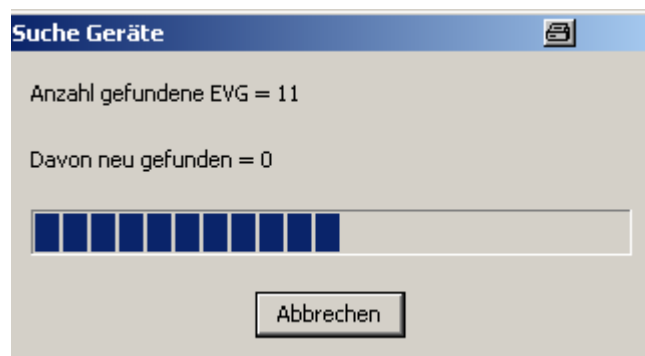 Suche Geräte
Anzahl gefundene EVG = 11
Davon neu gefunden = 0
Abbrechen